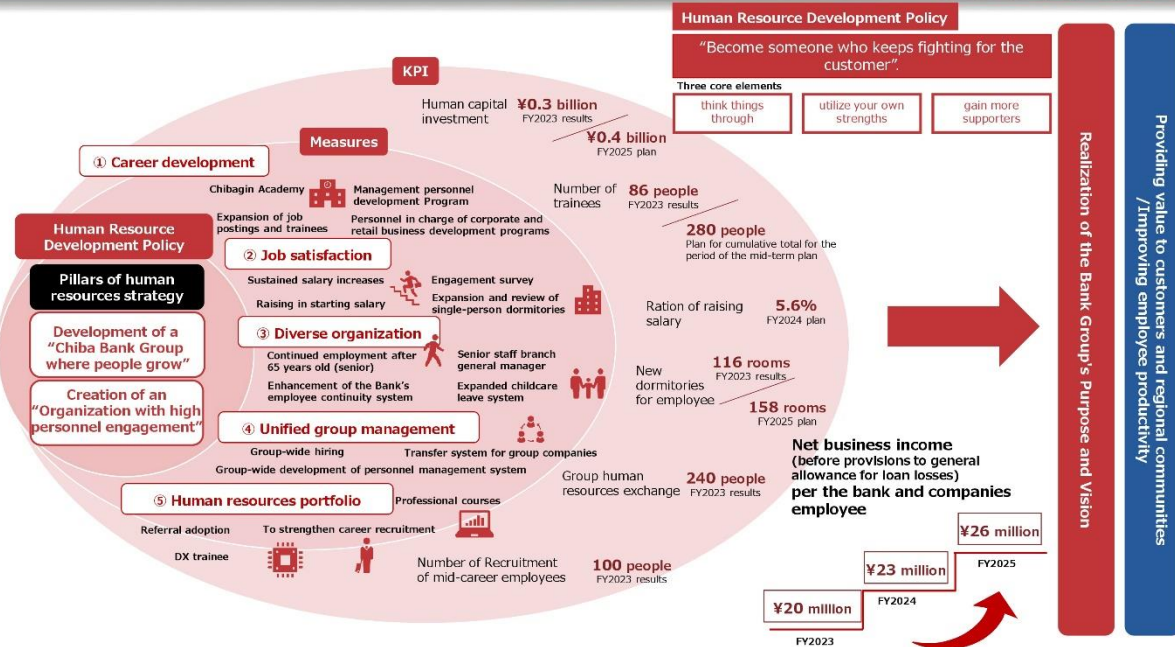 Human Resource Development Policy
"Become someone who keeps fighting for the
customer".
Three core elements
think things
through
utilize your own
strengths
gain more
supporters
KPI
Human capital
investment
¥0.3 billion
FY2023 results
¥0.4 billion
FY2025 plan
Measures
① Career development
Chibagin Academy
Management personnel
development Program
Expansion of job
postings and trainees
Personnel in charge of corporate and
retail business development programs
Number of
trainees
86 people
FY2023 results
280 people
Plan for cumulative total for the
period of the mid-term plan
Human Resource
Development Policy
Pillars of human
resources strategy
Development of a
"Chiba Bank Group
where people grow"
Creation of an
"Organization with high
personnel engagement"
② Job satisfaction
Sustained salary increases
Engagement survey
Raising in starting salary
Expansion and review of
single-person dormitories
Ration of raising
salary
5.6%
FY2024 plan
③ Diverse organization
Continued employment after
65 years old (senior)
Senior staff branch
general manager
Enhancement of the Bank's
employee continuity system
Expanded childcare
leave system
New
dormitories
for employee
116 rooms
FY2023 results
158 rooms
FY2025 plan
④ Unified group management
Group-wide hiring
Transfer system for group companies
Group-wide development of personnel management system
Group human
resources exchange
240 people
FY2023 results
⑤ Human resources portfolio
Professional courses
Referral adoption
To strengthen career recruitment
DX trainee
Number of Recruitment
of mid-career employees
100 people
FY2023 results
Net business income
(before provisions to general
allowance for loan losses)
per the bank and companies
employee
¥20 million
FY2023
¥23 million
FY2024
¥26 million
FY2025
Realization of the Bank Group's Purpose and Vision
Providing value to customers and regional communities
/Improving employee productivity